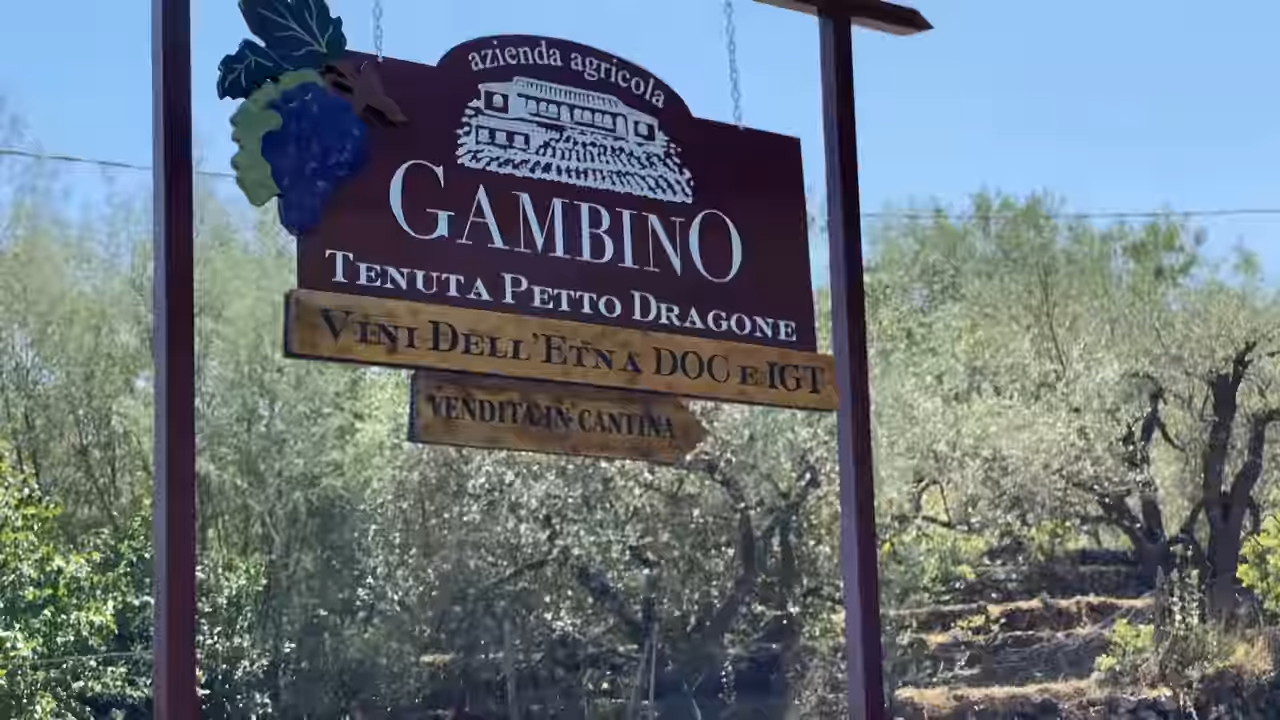 azienda agricola
GAMBINO
TENUTA PETTO DRAGONE
VINI DELL'ETNA DOC E IGT
VENDITA IN CANTINA